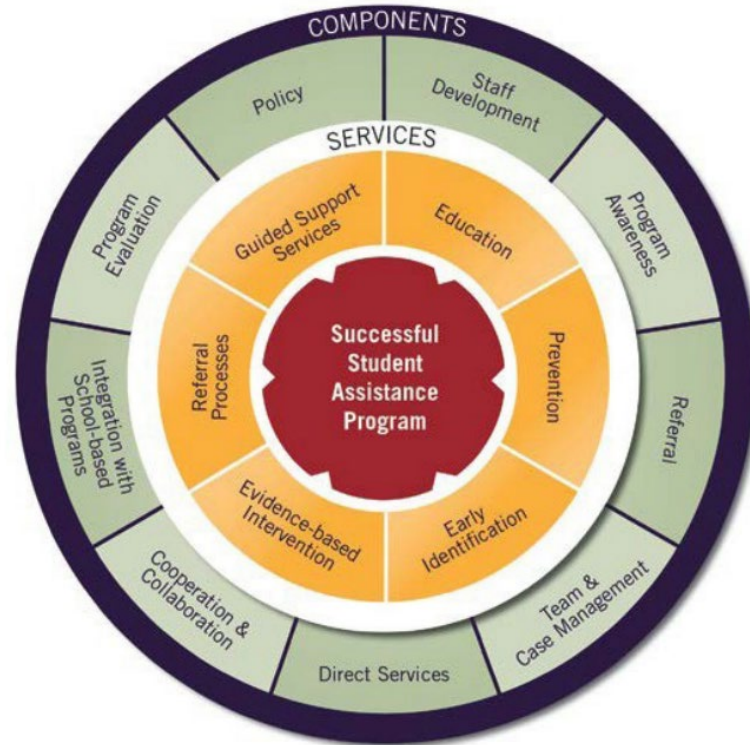 COMPONENTS
Policy
Staff
Development
Program
Awareness
Referral
Team &
Case Management
Direct Services
Cooperation &
Collaboration
Integration with
School-based
Programs
Program
Evaluation
SERVICES
Guided Support
Services
Education
Prevention
Early
Identification
Evidence-based
Intervention
Referral
Processes
Successful
Student
Assistance
Program